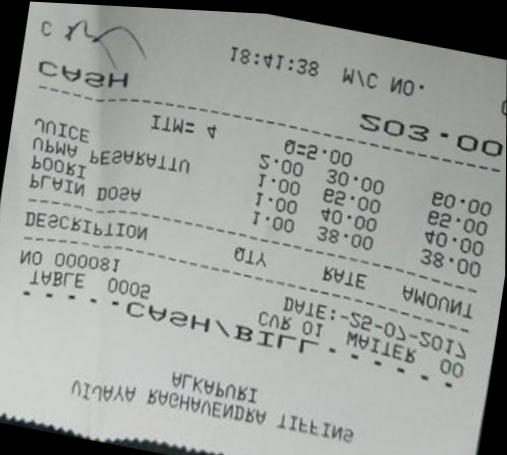 VIJAYA RAGHAVENDRA TIFFINS
ALKAPURI
-----CASH/BILL------
TABLE 0005 CVR 01 WAITER 00
NO 000081 DATE:-25-07-2017
DESCRIPTION QTY RATE AMOUNT
PLAIN DOSA 1.00 38.00 38.00
POORI 1.00 40.00 40.00
UPMA PESARATTU 1.00 65.00 65.00
JUICE 2.00 30.00 60.00
ITM= 4 Q=5.00
CASH 203.00
C 18:41:38 M/C NO.